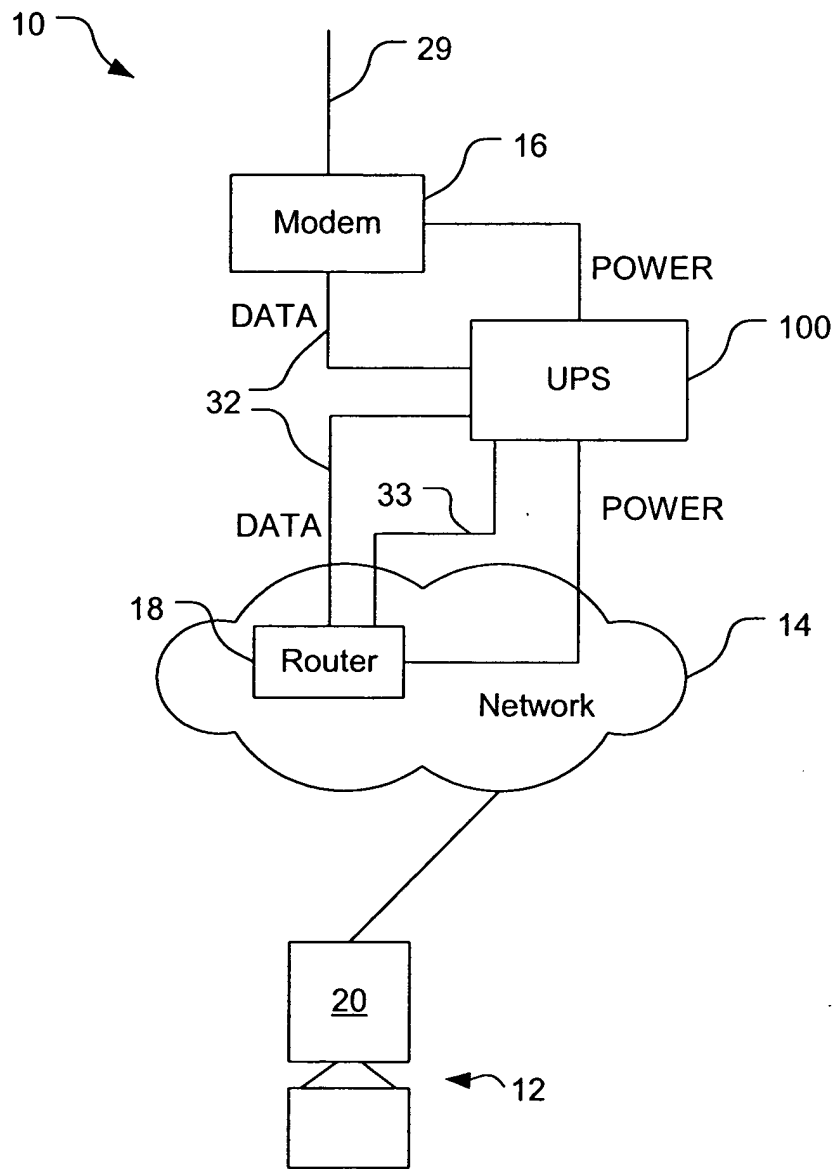 10
29
16
Modem
POWER
DATA
100
UPS
32
33
POWER
DATA
18
Router
14
Network
20
12